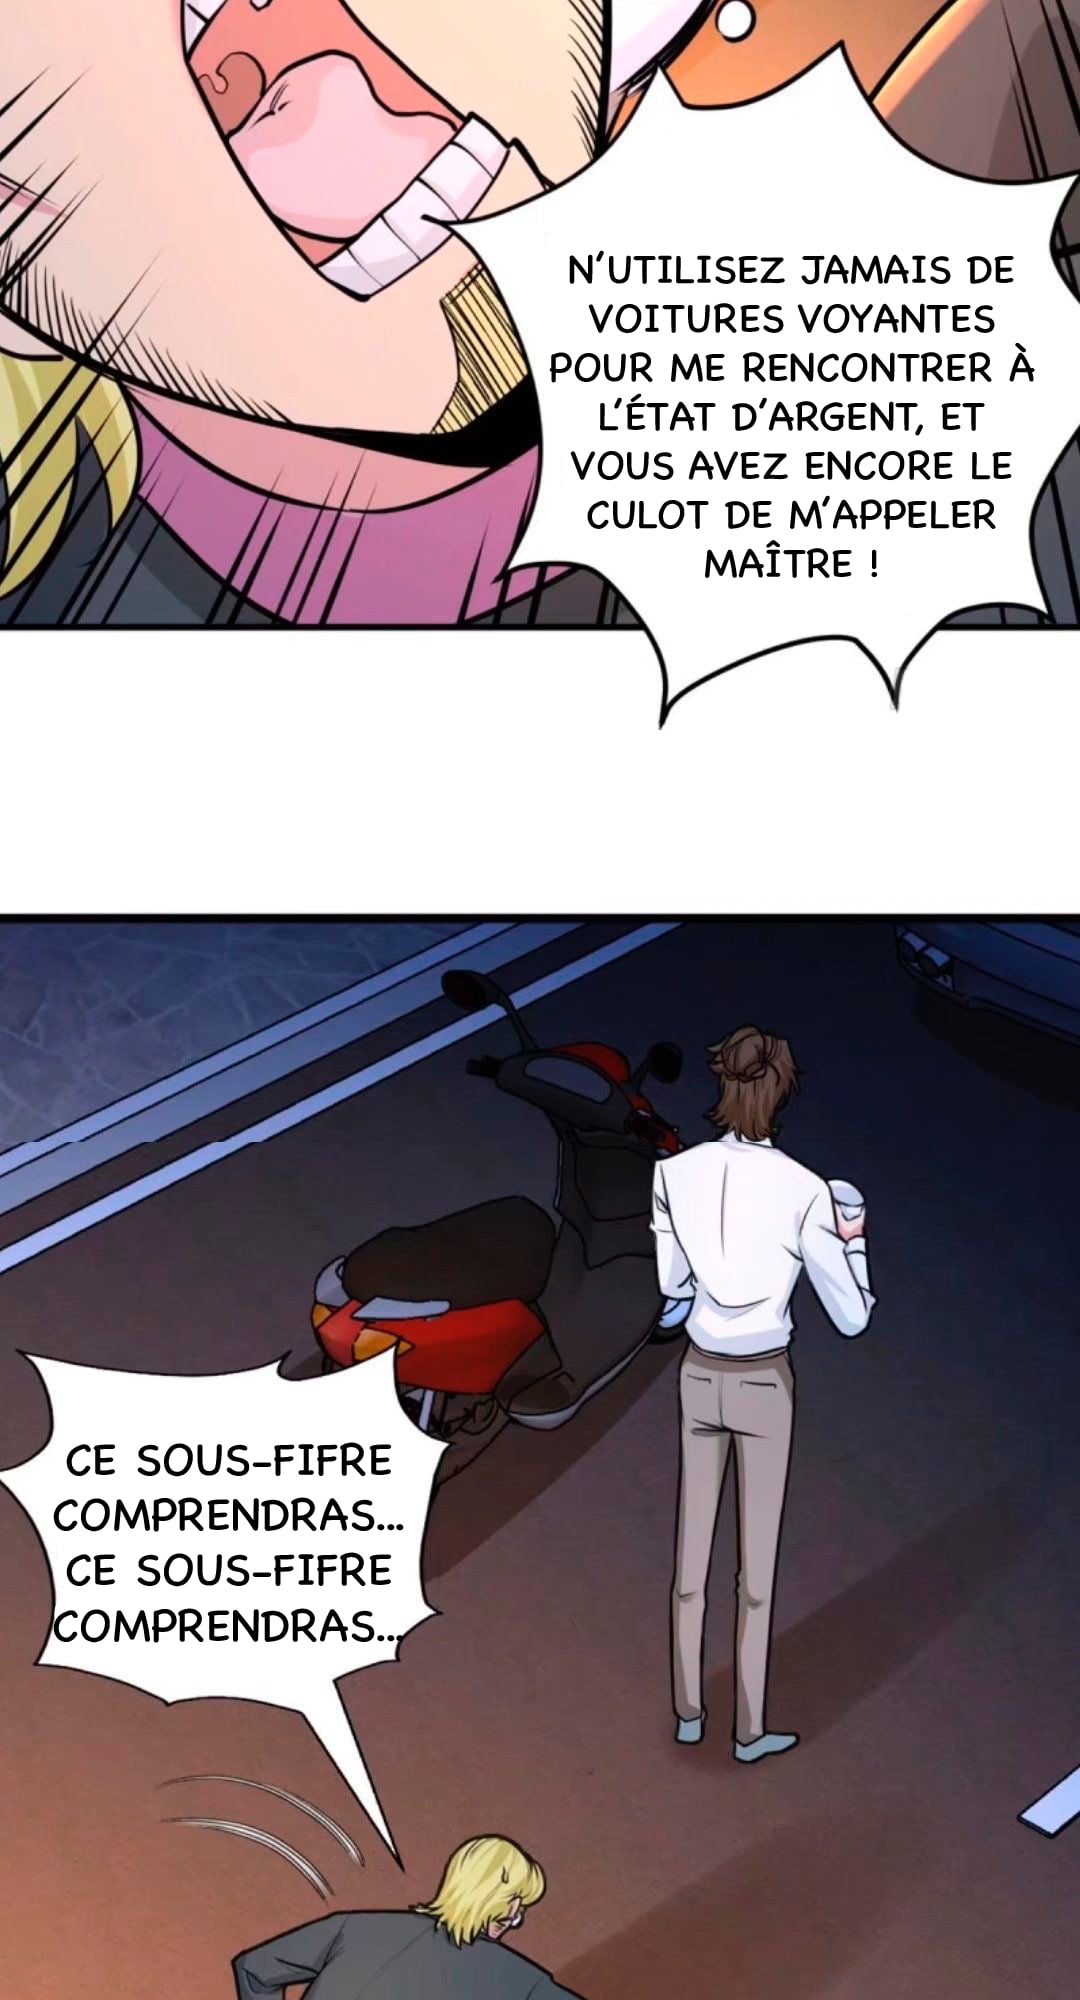 N'UTILISEZ JAMAIS DE
VOITURES VOYANTES
POUR ME RENCONTRER À
L'ÉTAT D'ARGENT, ET
VOUS AVEZ ENCORE LE
CULOT DE M'APPELER
MAÎTRE !
CE SOUS-FIFRE
COMPRENDRAS...
CE SOUS-FIFRE
COMPRENDRAS...